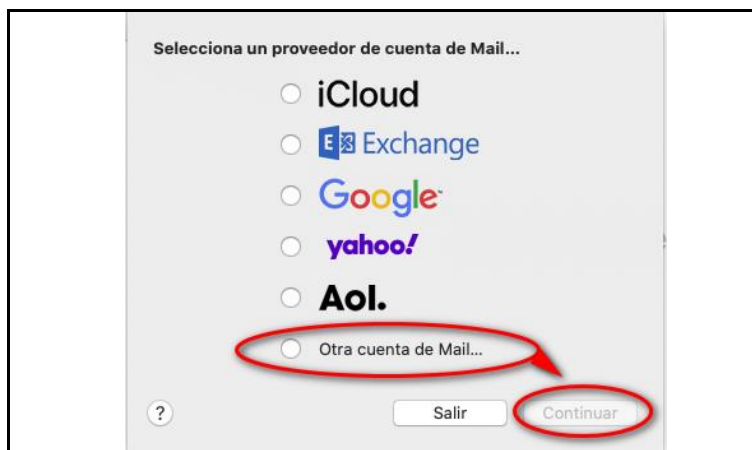 Selecciona un proveedor de cuenta de Mail...
iCloud
E Exchange
Google
yahoo!
Aol.
Otra cuenta de Mail...
? Salir Continuar